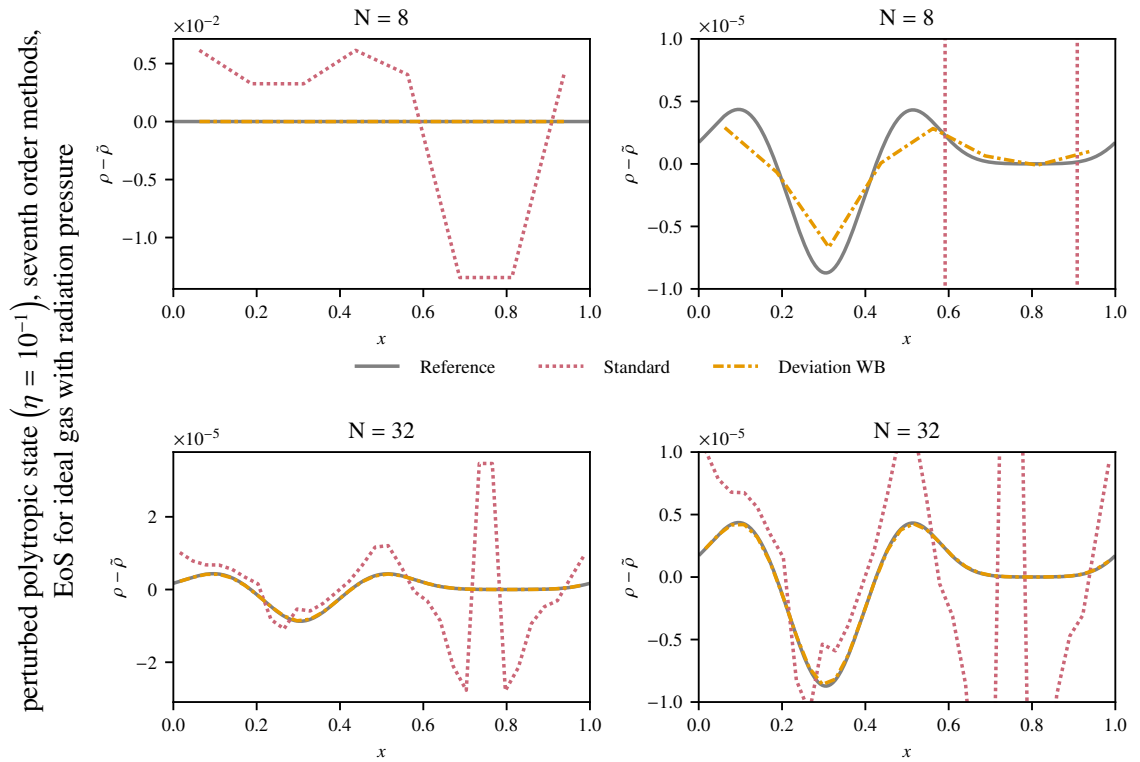 perturbed polytropic state (η = 10⁻¹), seventh order methods,
EoS for ideal gas with radiation pressure
N = 8
×10⁻²
0.5
0.0
−0.5
−1.0
ρ − ρ̃
0.0 0.2 0.4 0.6 0.8 1.0
x
N = 8
×10⁻⁵
1.0
0.5
0.0
−0.5
−1.0
ρ − ρ̃
0.0 0.2 0.4 0.6 0.8 1.0
x
Reference Standard Deviation WB
N = 32
×10⁻⁵
2
0
−2
ρ − ρ̃
0.0 0.2 0.4 0.6 0.8 1.0
x
N = 32
×10⁻⁵
1.0
0.5
0.0
−0.5
−1.0
ρ − ρ̃
0.0 0.2 0.4 0.6 0.8 1.0
x